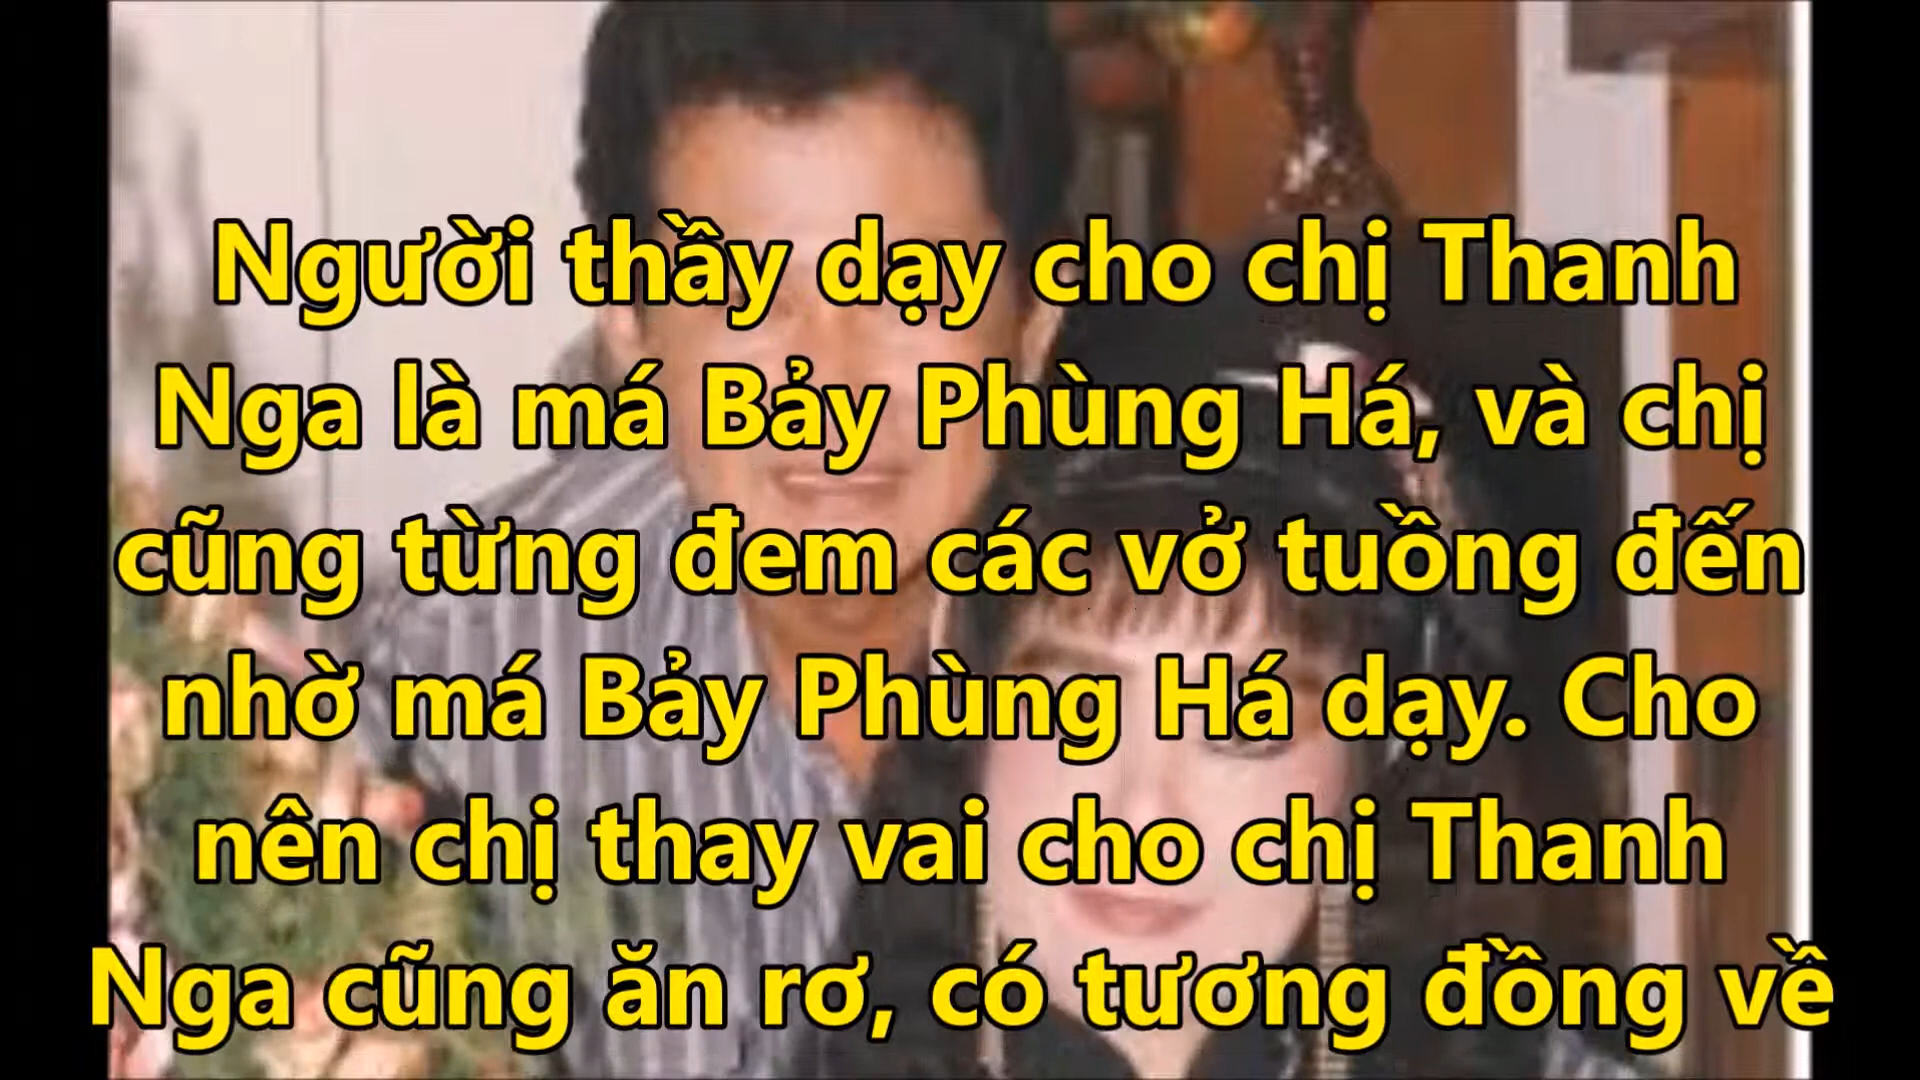 Người thầy dạy cho chị Thanh
Nga là má Bảy Phùng Há, và chị
cũng từng đem các vở tuồng đến
nhờ má Bảy Phùng Há dạy. Cho
nên chị thay vai cho chị Thanh
Nga cũng ăn rơ, có tương đồng về